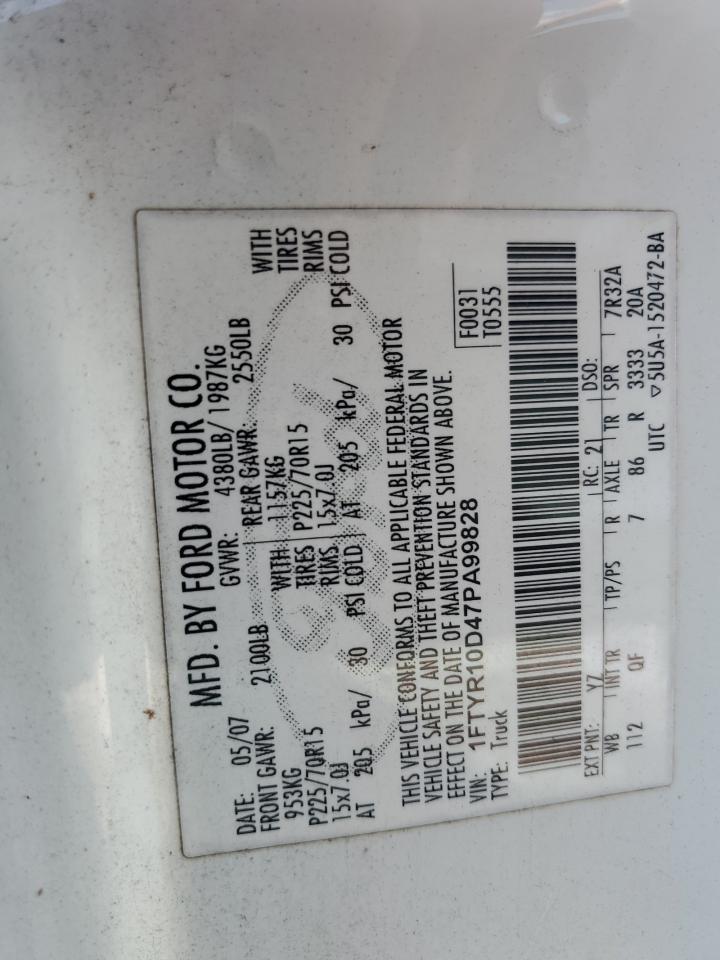 MFD. BY FORD MOTOR CO.
DATE: 05/07 GVWR: 4380LB/ 1987KG
FRONT GAWR: 2100LB REAR GAWR: 2550LB
953KG WITH 1157KG WITH
P225/70R15 TIRES P225/70R15 TIRES
15x7.0J RIMS 15x7.0J RIMS
AT 205 kPa/ 30 PSI COLD AT 205 kPa/ 30 PSI COLD
THIS VEHICLE CONFORMS TO ALL APPLICABLE FEDERAL MOTOR
VEHICLE SAFETY AND THEFT PREVENTION STANDARDS IN
EFFECT ON THE DATE OF MANUFACTURE SHOWN ABOVE.
VIN: 1FTYR10D47PA99828 F0031
TYPE: Truck T0555
EXT PNT: YZ RC: 21 DSO:
WB INT TR TP/PS R AXLE TR SPR 7R32A
112 QF 7 86 R 3333 20A
UTC ▽5U5A-1520472-BA